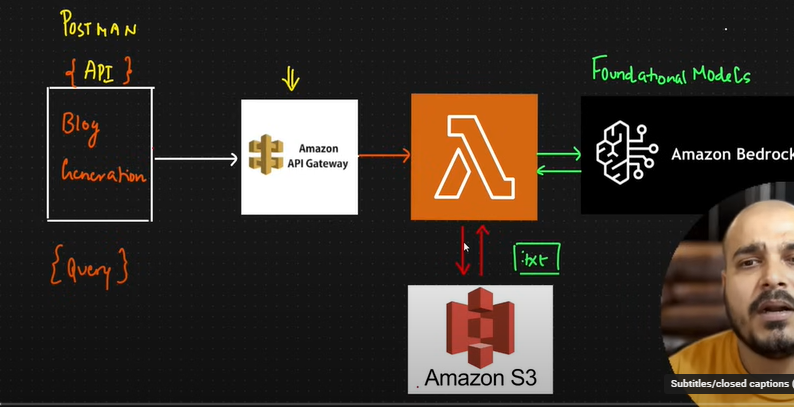 POSTMAN
{ API }
Blog
Generation
{Query}
Amazon
API Gateway
Foundational Models
Amazon Bedrock
.txt
Amazon S3
Subtitles/closed captions (